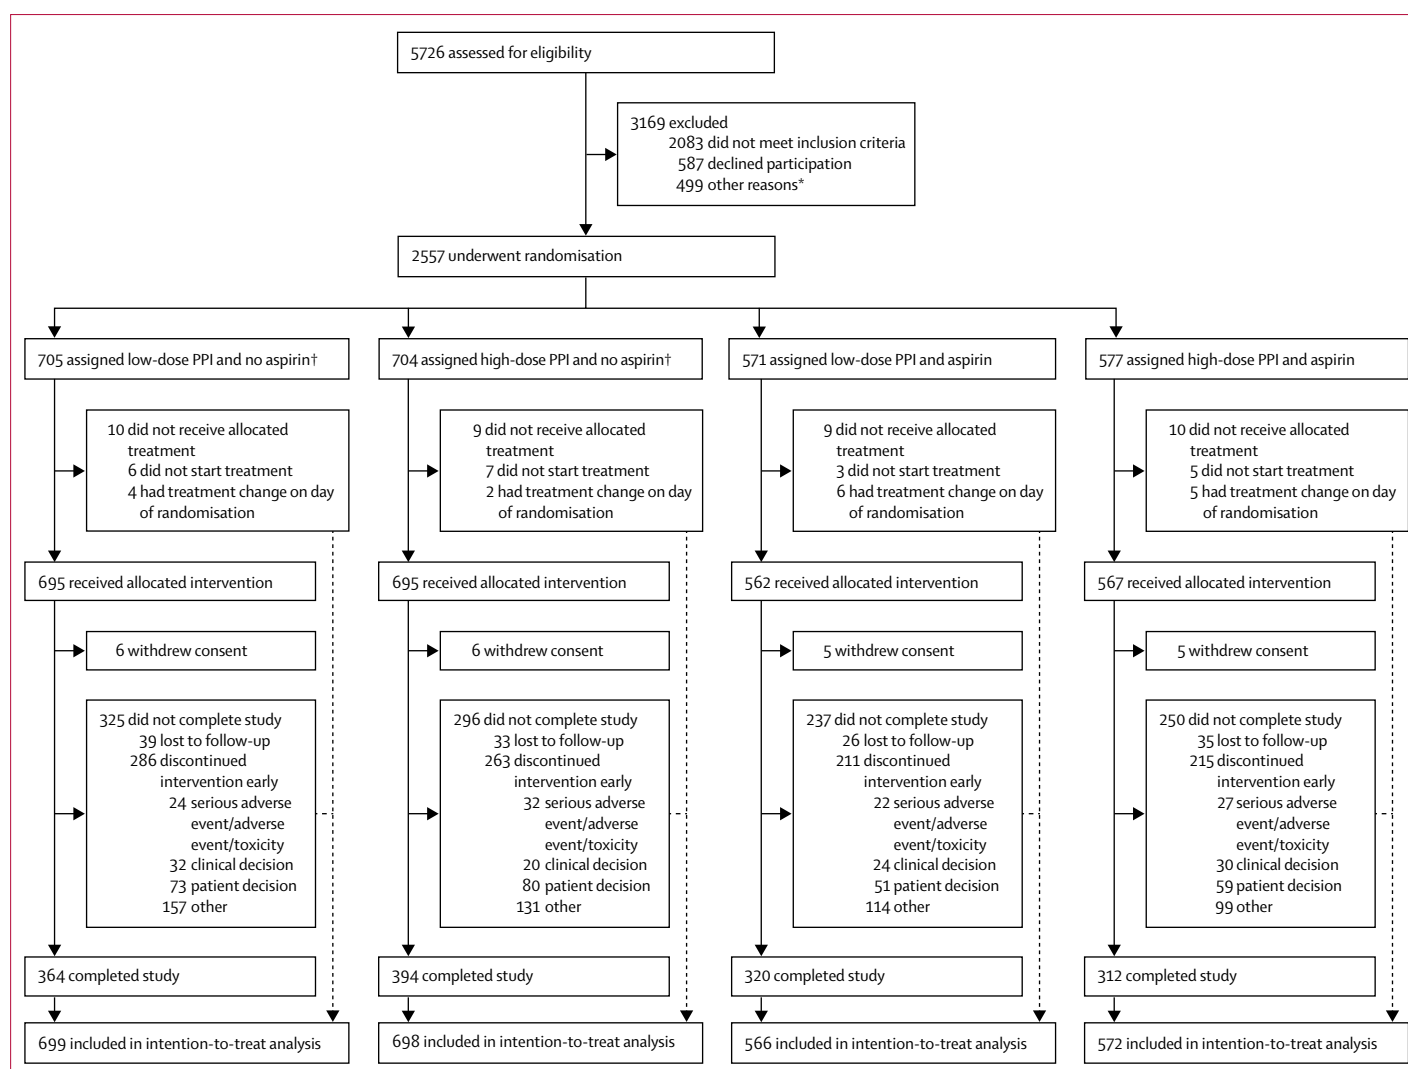 5726 assessed for eligibility
3169 excluded
2083 did not meet inclusion criteria
587 declined participation
499 other reasons*
2557 underwent randomisation
705 assigned low-dose PPI and no aspirin†
704 assigned high-dose PPI and no aspirin†
571 assigned low-dose PPI and aspirin
577 assigned high-dose PPI and aspirin
10 did not receive allocated
treatment
6 did not start treatment
4 had treatment change on day
of randomisation
9 did not receive allocated
treatment
7 did not start treatment
2 had treatment change on day
of randomisation
9 did not receive allocated
treatment
3 did not start treatment
6 had treatment change on day
of randomisation
10 did not receive allocated
treatment
5 did not start treatment
5 had treatment change on day
of randomisation
695 received allocated intervention
695 received allocated intervention
562 received allocated intervention
567 received allocated intervention
6 withdrew consent
6 withdrew consent
5 withdrew consent
5 withdrew consent
325 did not complete study
39 lost to follow-up
286 discontinued
intervention early
24 serious adverse
event/adverse
event/toxicity
32 clinical decision
73 patient decision
157 other
296 did not complete study
33 lost to follow-up
263 discontinued
intervention early
32 serious adverse
event/adverse
event/toxicity
20 clinical decision
80 patient decision
131 other
237 did not complete study
26 lost to follow-up
211 discontinued
intervention early
22 serious adverse
event/adverse
event/toxicity
24 clinical decision
51 patient decision
114 other
250 did not complete study
35 lost to follow-up
215 discontinued
intervention early
27 serious adverse
event/adverse
event/toxicity
30 clinical decision
59 patient decision
99 other
364 completed study
394 completed study
320 completed study
312 completed study
699 included in intention-to-treat analysis
698 included in intention-to-treat analysis
566 included in intention-to-treat analysis
572 included in intention-to-treat analysis